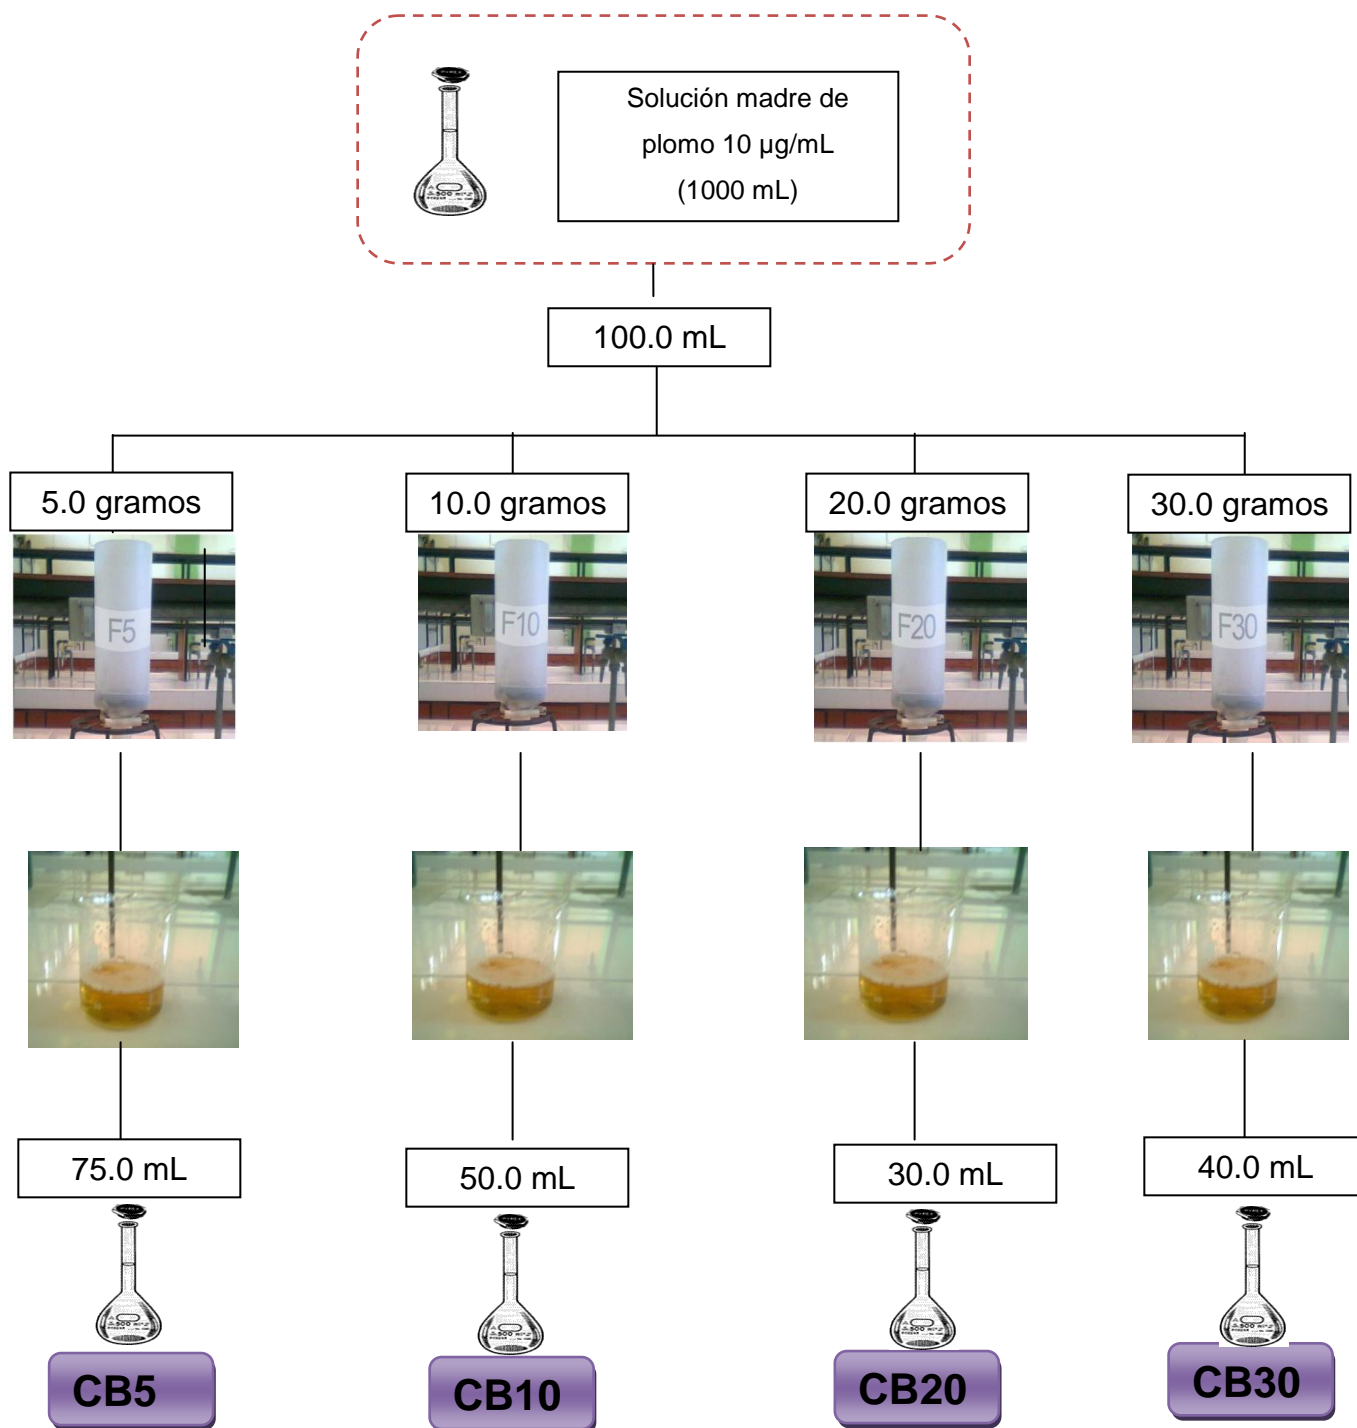 Solución madre de
plomo 10 µg/mL
(1000 mL)
100.0 mL
5.0 gramos
10.0 gramos
20.0 gramos
30.0 gramos
F5
F10
F20
F30
75.0 mL
50.0 mL
30.0 mL
40.0 mL
CB5
CB10
CB20
CB30